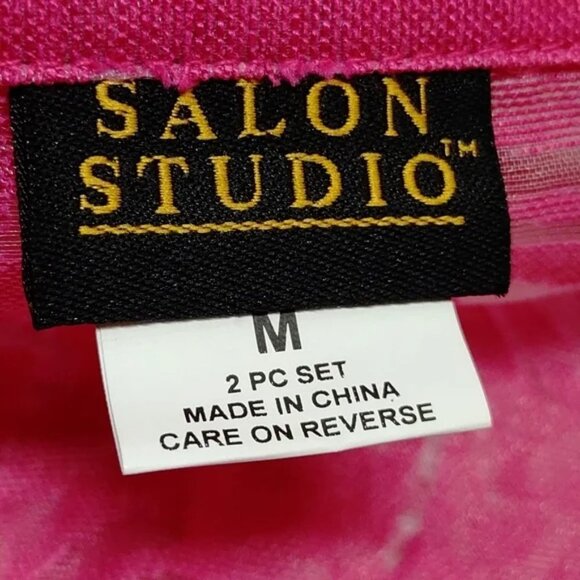 SALON
STUDIO™
M
2 PC SET
MADE IN CHINA
CARE ON REVERSE